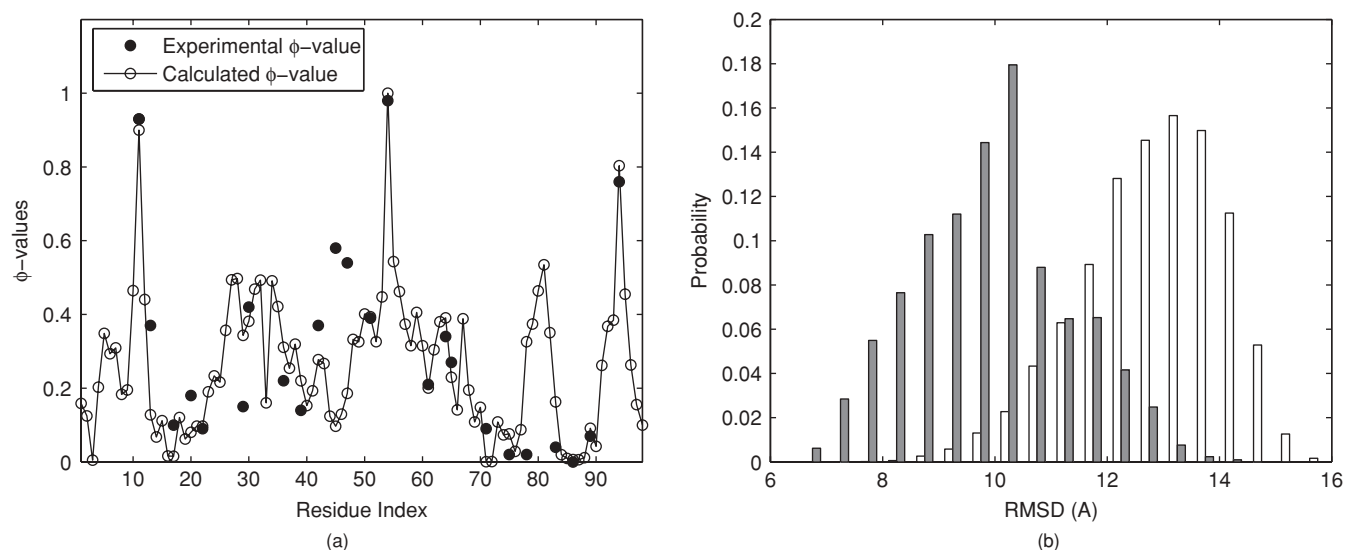 Experimental ϕ−value
Calculated ϕ−value
ϕ−values
1
0.8
0.6
0.4
0.2
0
10 20 30 40 50 60 70 80 90
Residue Index
(a)
0.2
0.18
0.16
0.14
0.12
0.1
0.08
0.06
0.04
0.02
0
Probability
6 8 10 12 14 16
RMSD (A)
(b)